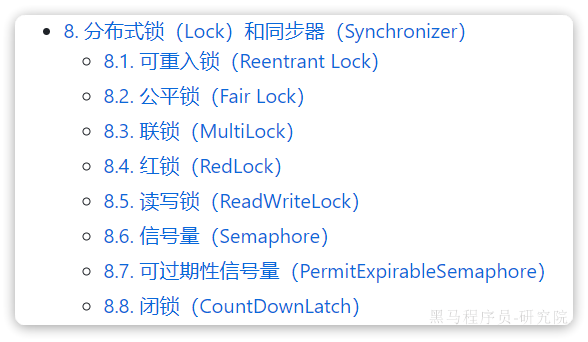 8. 分布式锁（Lock）和同步器（Synchronizer）
8.1. 可重入锁（Reentrant Lock）
8.2. 公平锁（Fair Lock）
8.3. 联锁（MultiLock）
8.4. 红锁（RedLock）
8.5. 读写锁（ReadWriteLock）
8.6. 信号量（Semaphore）
8.7. 可过期性信号量（PermitExpirableSemaphore）
8.8. 闭锁（CountDownLatch）
黑马程序员-研究院